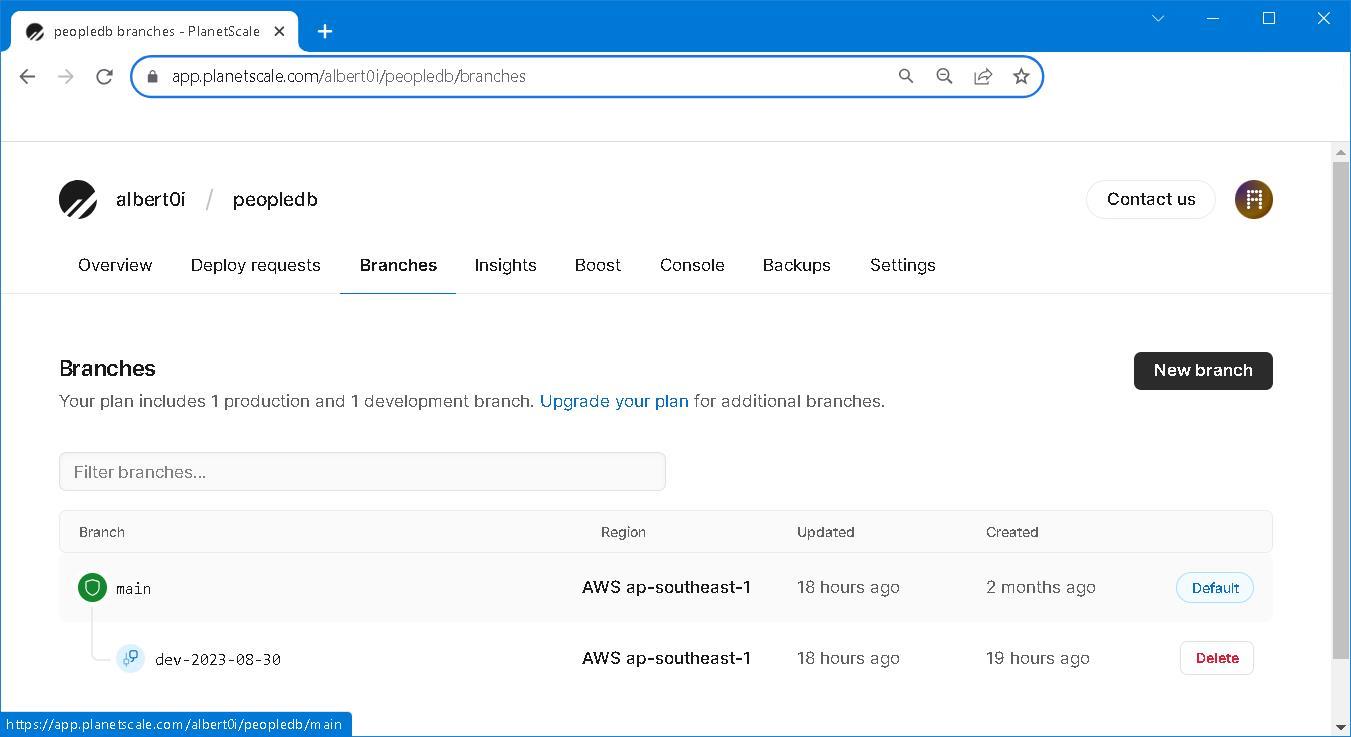 peopledb branches - PlanetScale
app.planetscale.com/albert0i/peopledb/branches
albert0i / peopledb
Contact us
Overview Deploy requests Branches Insights Boost Console Backups Settings
Branches
New branch
Your plan includes 1 production and 1 development branch. Upgrade your plan for additional branches.
Filter branches...
Branch Region Updated Created
main AWS ap-southeast-1 18 hours ago 2 months ago Default
dev-2023-08-30 AWS ap-southeast-1 18 hours ago 19 hours ago Delete
https://app.planetscale.com/albert0i/peopledb/main